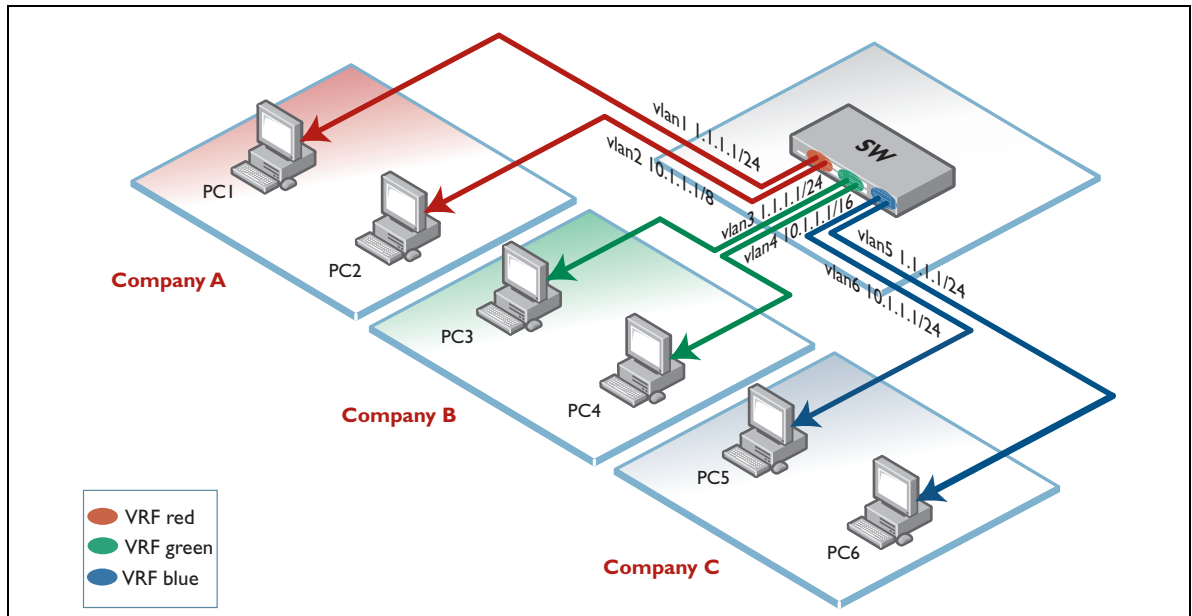 vlan1 1.1.1.1/24
vlan2 10.1.1.1/8
SW
PC1
vlan3 1.1.1.1/24
vlan4 10.1.1.1/16
PC2
vlan5 1.1.1.1/24
vlan6 10.1.1.1/24
Company A
PC3
PC4
Company B
PC5
PC6
Company C
VRF red
VRF green
VRF blue